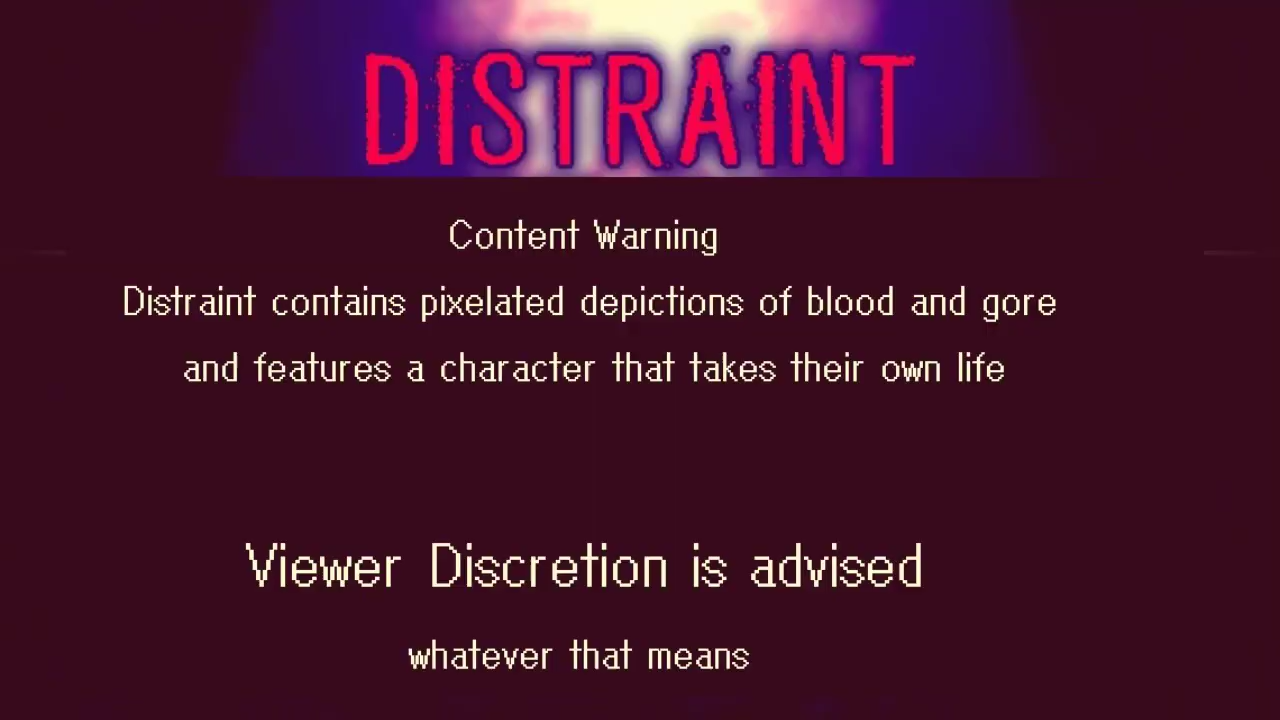 DISTRAINT
Content Warning
Distraint contains pixelated depictions of blood and gore
and features a character that takes their own life
Viewer Discretion is advised
whatever that means